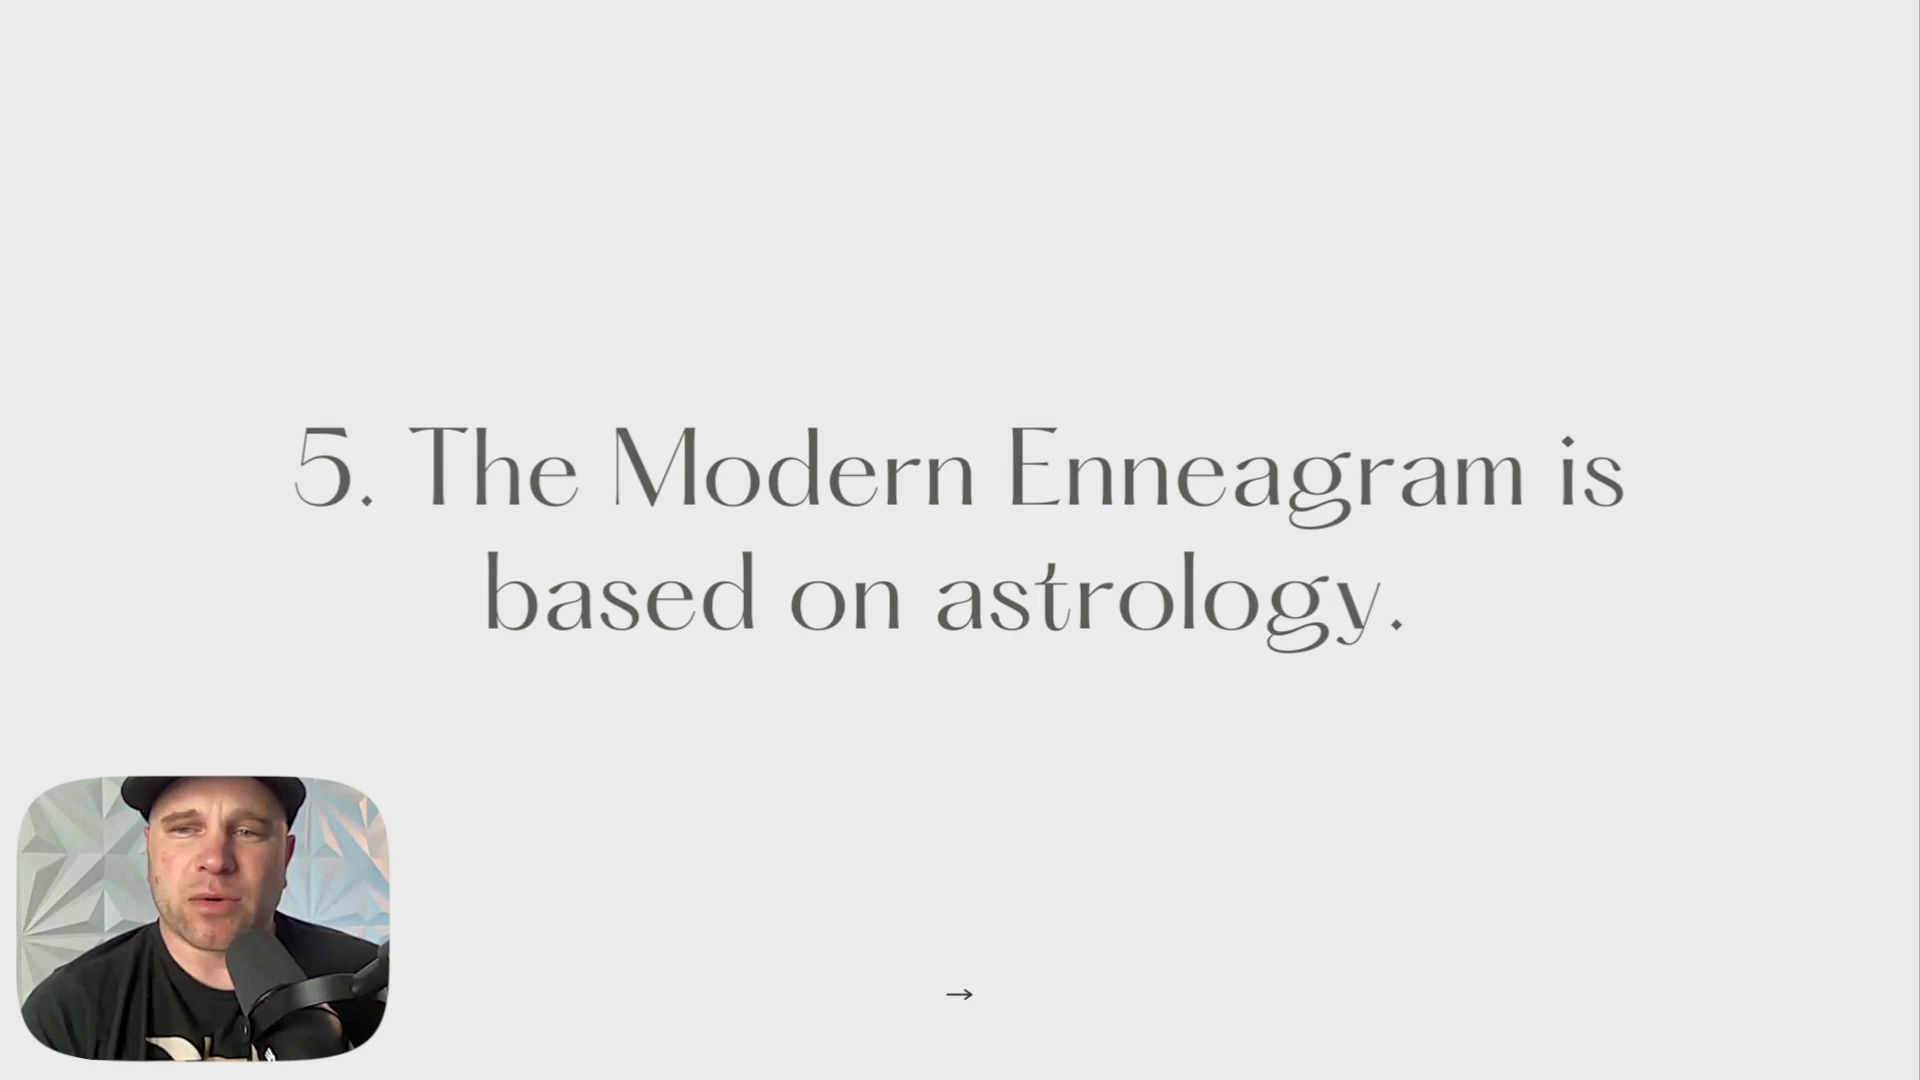 5. The Modern Enneagram is
based on astrology.
→